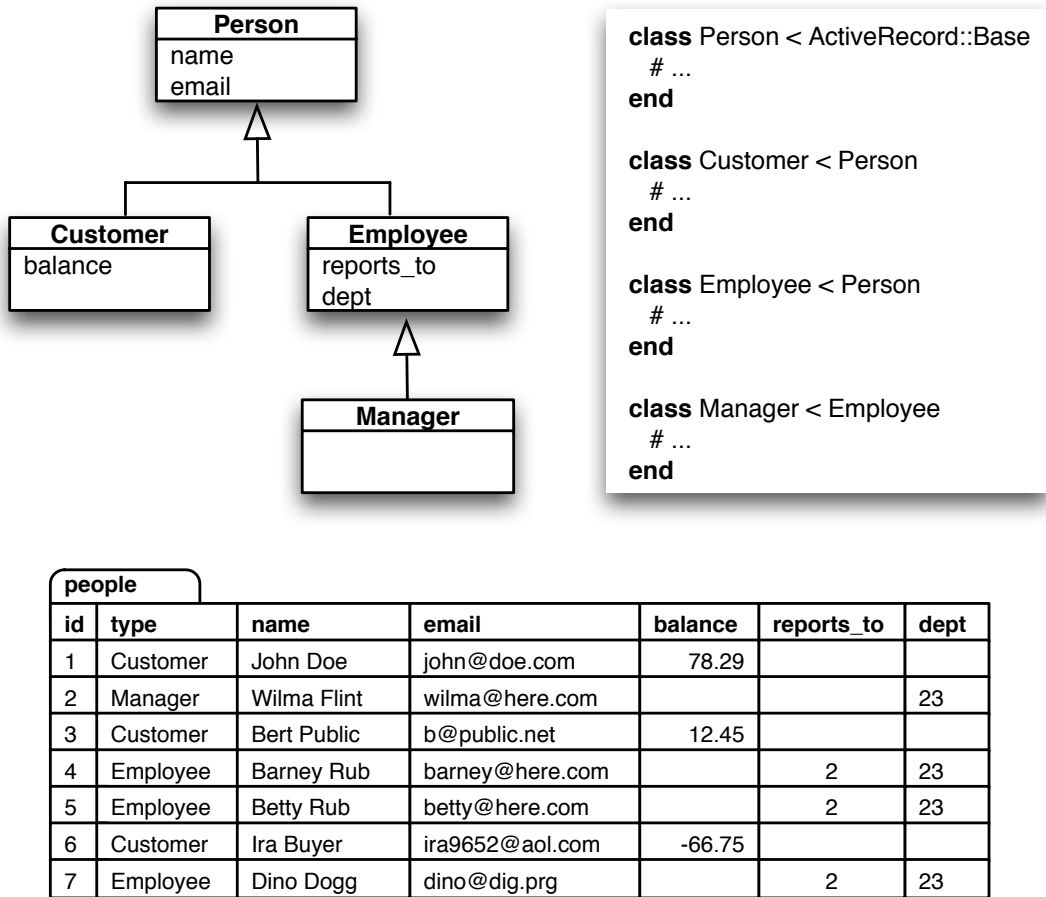 Person
name
email
Customer
balance
Employee
reports_to
dept
Manager
class Person < ActiveRecord::Base
# ...
end
class Customer < Person
# ...
end
class Employee < Person
# ...
end
class Manager < Employee
# ...
end
people
id type name email balance reports_to dept
1 Customer John Doe john@doe.com 78.29
2 Manager Wilma Flint wilma@here.com 23
3 Customer Bert Public b@public.net 12.45
4 Employee Barney Rub barney@here.com 2 23
5 Employee Betty Rub betty@here.com 2 23
6 Customer Ira Buyer ira9652@aol.com -66.75
7 Employee Dino Dogg dino@dig.prg 2 23